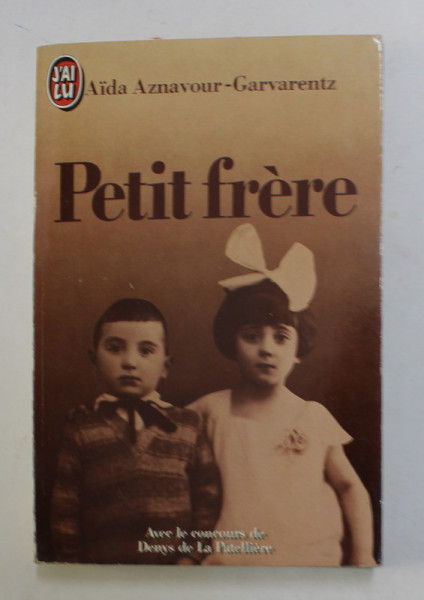 J'AI
LU
Aïda Aznavour-Garvarentz
Petit frère
Avec le concours de
Denys de La Patellière